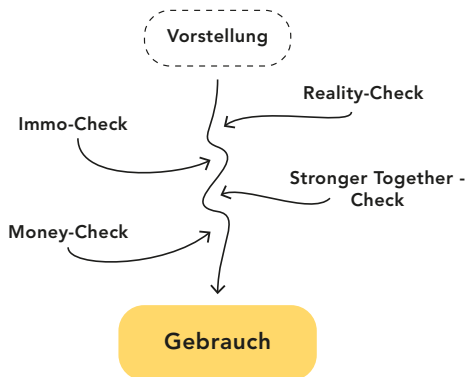 Vorstellung
Reality-Check
Immo-Check
Stronger Together -
Check
Money-Check
Gebrauch